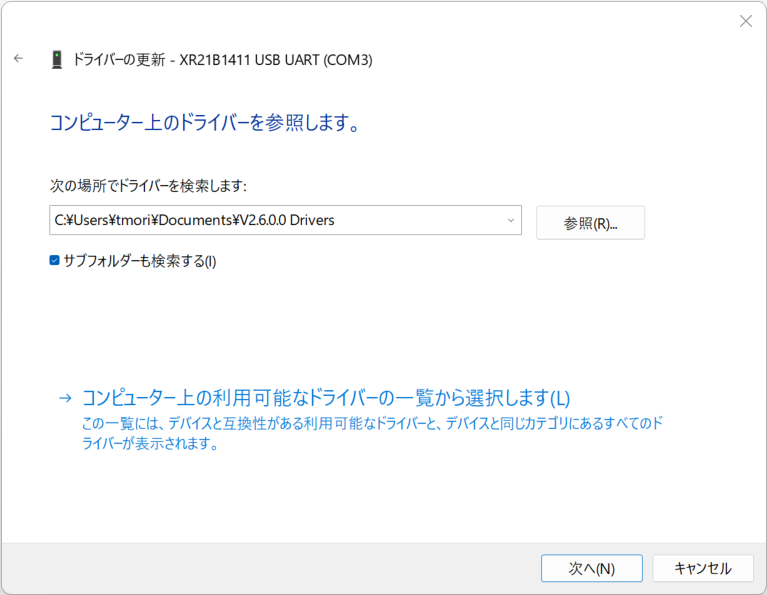 ドライバーの更新 - XR21B1411 USB UART (COM3)
コンピューター上のドライバーを参照します。
次の場所でドライバーを検索します:
C:¥Users¥tmori¥Documents¥V2.6.0.0 Drivers
参照(R)...
サブフォルダーも検索する(I)
コンピューター上の利用可能なドライバーの一覧から選択します(L)
この一覧には、デバイスと互換性がある利用可能なドライバーと、デバイスと同じカテゴリにあるすべてのド
ライバーが表示されます。
次へ(N)
キャンセル